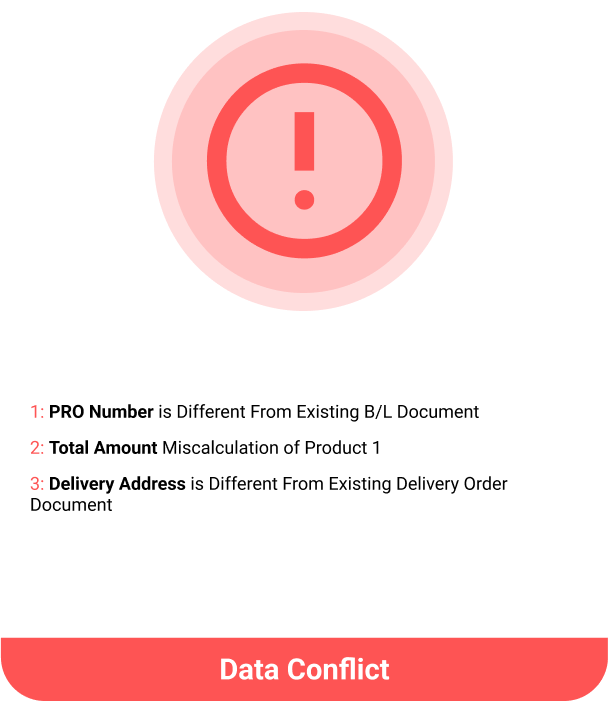 1: PRO Number is Different From Existing B/L Document
2: Total Amount Miscalculation of Product 1
3: Delivery Address is Different From Existing Delivery Order
Document
Data Conflict